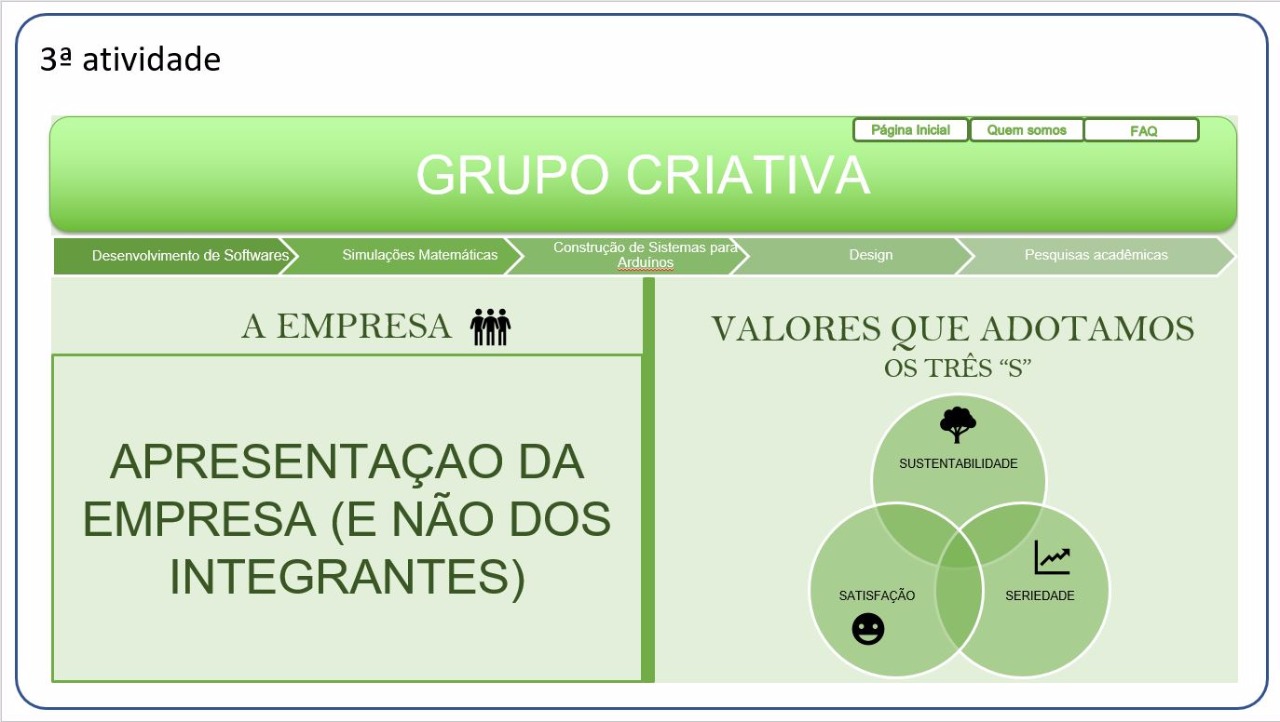 3ª atividade
Página Inicial
Quem somos
FAQ
GRUPO CRIATIVA
Desenvolvimento de Softwares
Simulações Matemáticas
Construção de Sistemas para
Arduínos
Design
Pesquisas acadêmicas
A EMPRESA
APRESENTAÇAO DA
EMPRESA (E NÃO DOS
INTEGRANTES)
VALORES QUE ADOTAMOS
OS TRÊS “S”
SUSTENTABILIDADE
SATISFAÇÃO
SERIEDADE